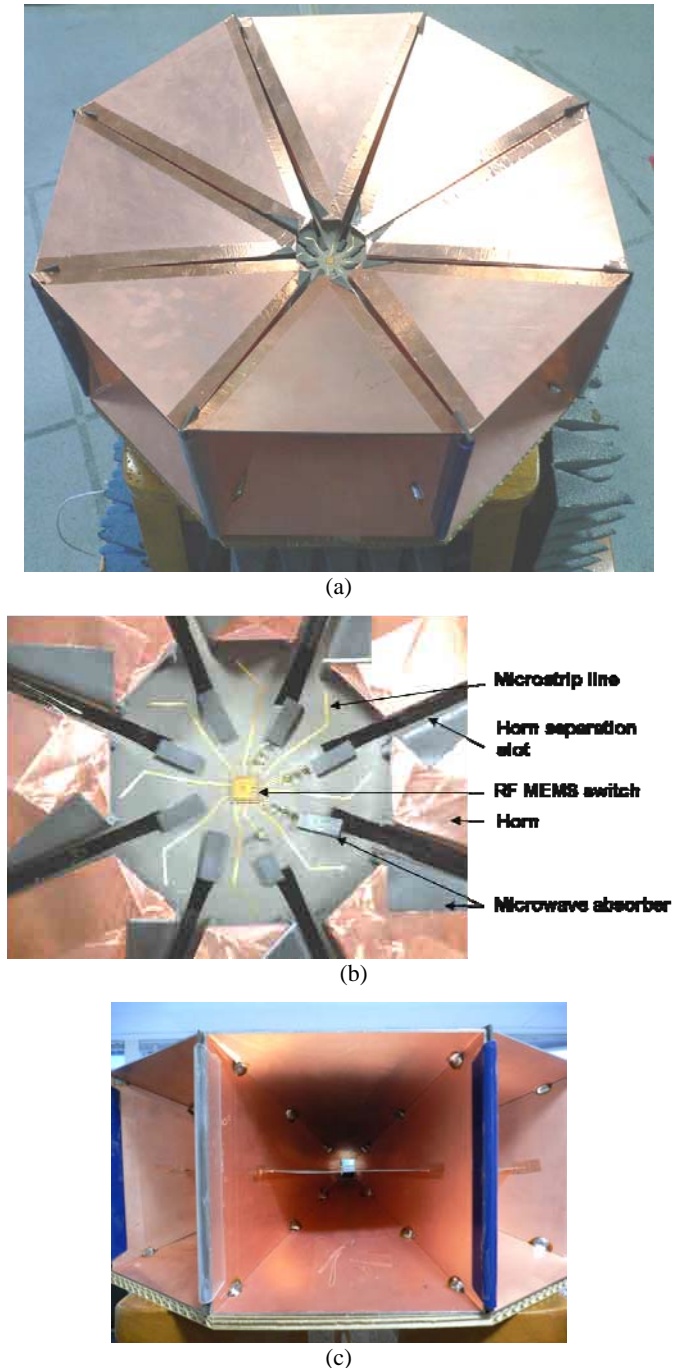 (a)
Microstrip line
Horn separation
slot
RF MEMS switch
Horn
Microwave absorber
(b)
(c)